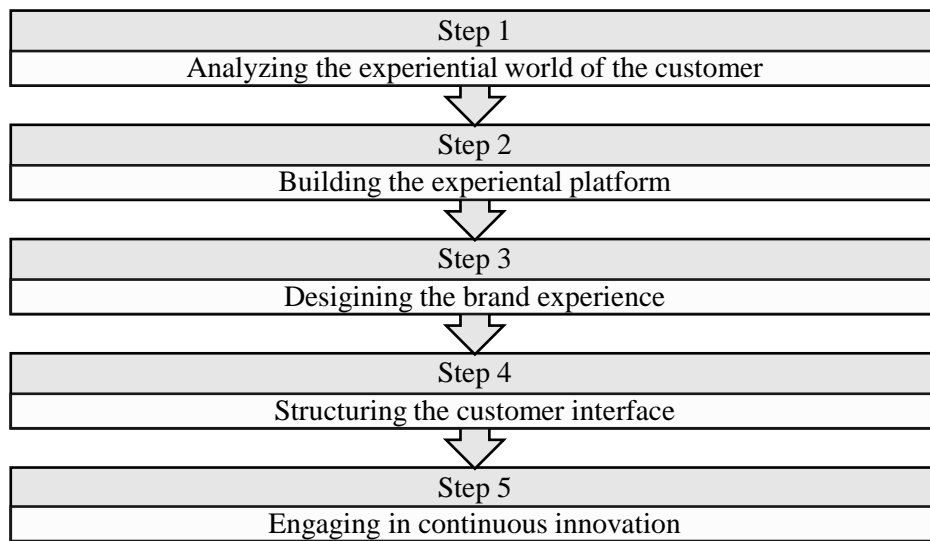 Step 1
Analyzing the experiential world of the customer
Step 2
Building the experiental platform
Step 3
Desigining the brand experience
Step 4
Structuring the customer interface
Step 5
Engaging in continuous innovation